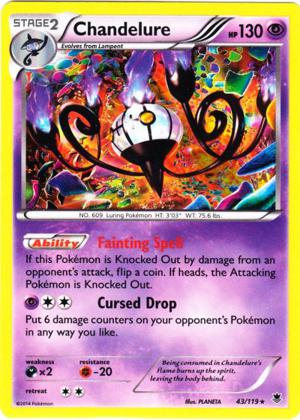 STAGE2 Chandelure HP130
Evolves from Lampent
NO. 609 Luring Pokémon HT: 3'03" WT: 75.6 lbs.
Ability Fainting Spell
If this Pokémon is Knocked Out by damage from an
opponent's attack, flip a coin. If heads, the Attacking
Pokémon is Knocked Out.
Cursed Drop
Put 6 damage counters on your opponent's Pokémon
in any way you like.
weakness resistance
×2 -20
retreat
Being consumed in Chandelure's
flame burns up the spirit,
leaving the body behind.
©2014 Pokémon Illus. PLANETA 43/119★